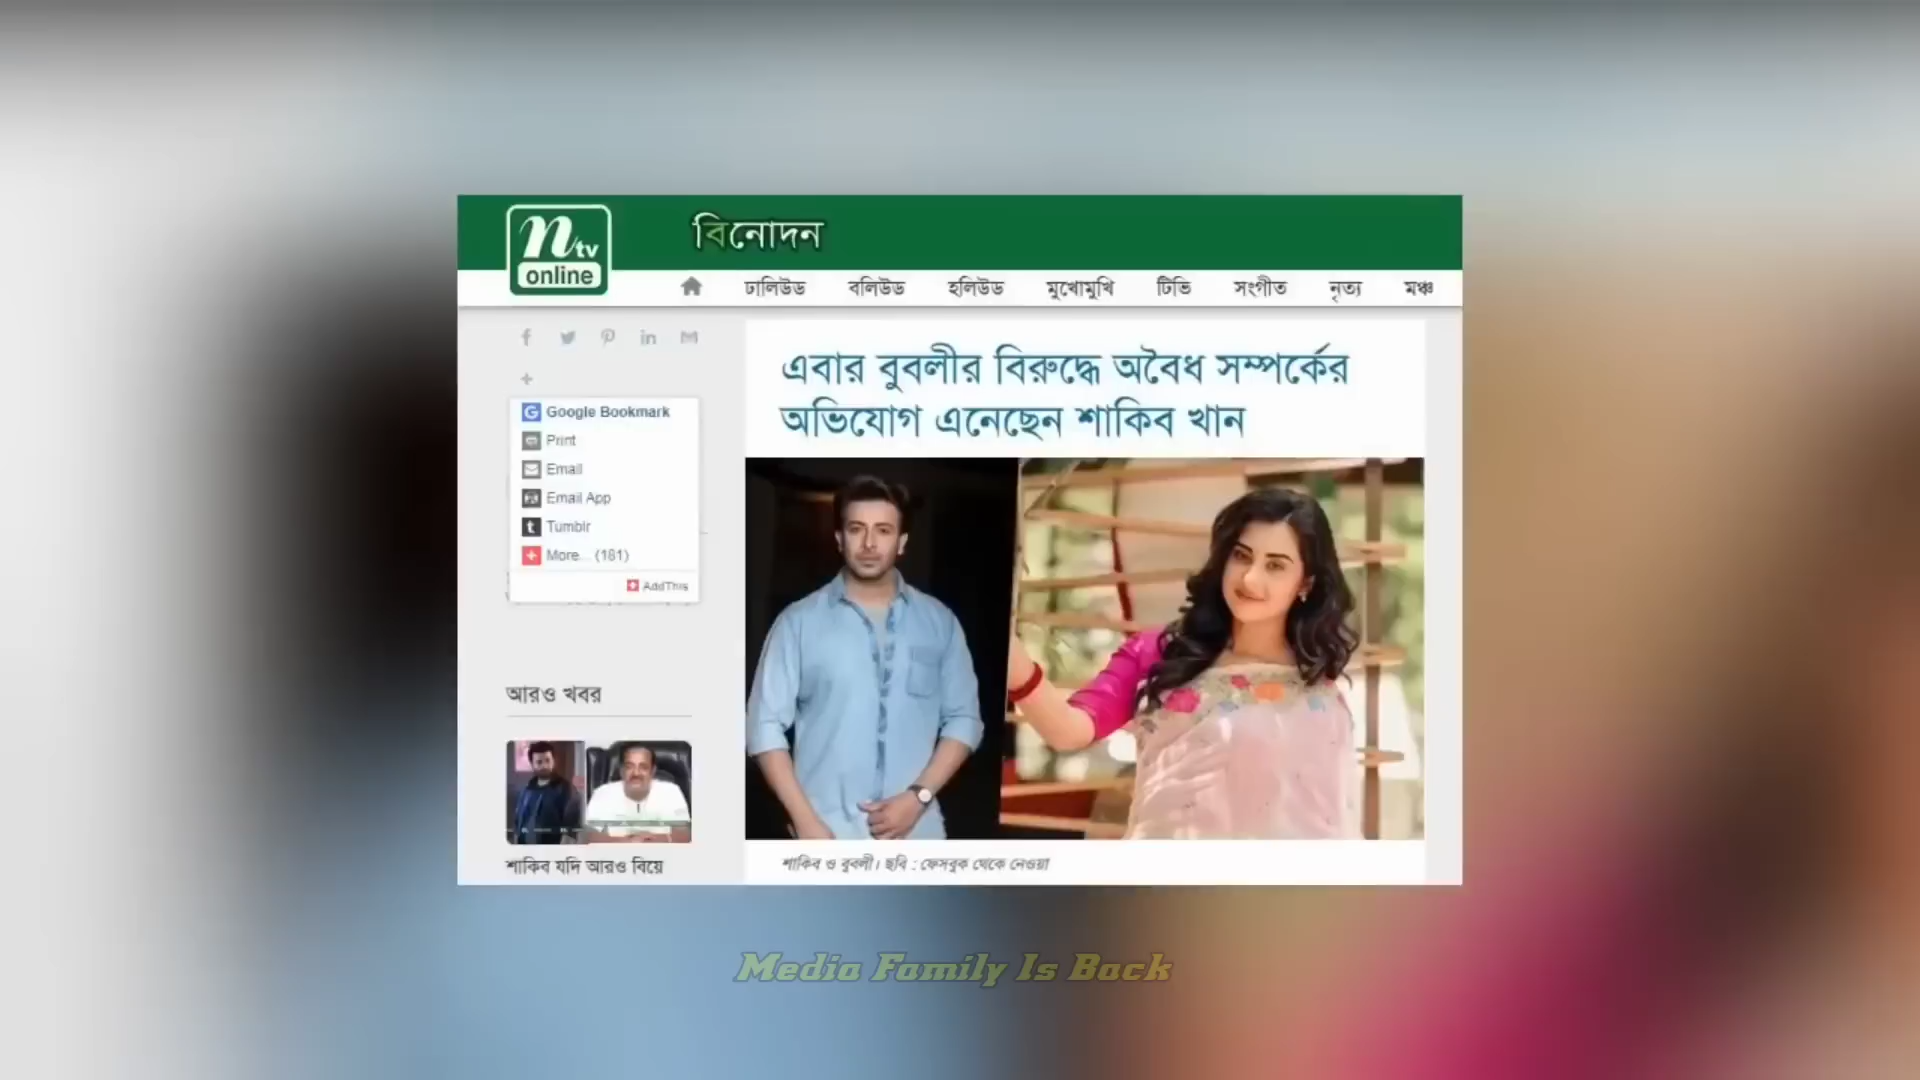 ntv
online
বিনোদন
ঢালিউড বলিউড হলিউড মুখোমুখি টিভি সংগীত নৃত্য মঞ্চ
এবার বুবলীর বিরুদ্ধে অবৈধ সম্পর্কের
অভিযোগ এনেছেন শাকিব খান
Google Bookmark
Print
Email
Email App
Tumblr
More... (181)
AddThis
আরও খবর
শাকিব যদি আরও বিয়ে
শাকিব ও বুবলী। ছবি : ফেসবুক থেকে নেওয়া
Media Family Is Back